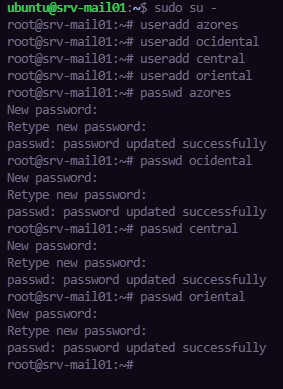 ubuntu@srv-mail01:~$ sudo su -
root@srv-mail01:~# useradd azores
root@srv-mail01:~# useradd ocidental
root@srv-mail01:~# useradd central
root@srv-mail01:~# useradd oriental
root@srv-mail01:~# passwd azores
New password:
Retype new password:
passwd: password updated successfully
root@srv-mail01:~# passwd ocidental
New password:
Retype new password:
passwd: password updated successfully
root@srv-mail01:~# passwd central
New password:
Retype new password:
passwd: password updated successfully
root@srv-mail01:~# passwd oriental
New password:
Retype new password:
passwd: password updated successfully
root@srv-mail01:~#